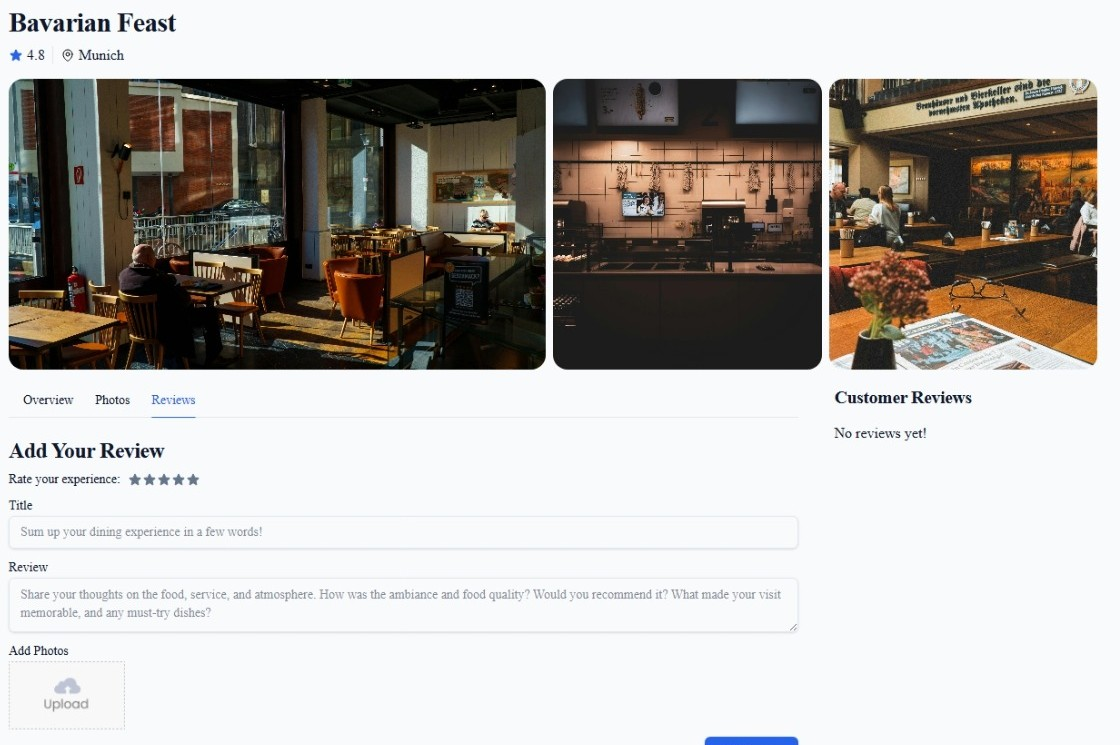 Bavarian Feast
4.8
Munich
Brauhäuser und Bierkeller sind die
vornehmsten Apotheken.
Overview
Photos
Reviews
Customer Reviews
No reviews yet!
Add Your Review
Rate your experience:
Title
Sum up your dining experience in a few words!
Review
Share your thoughts on the food, service, and atmosphere. How was the ambiance and food quality? Would you recommend it? What made your visit
memorable, and any must-try dishes?
Add Photos
Upload